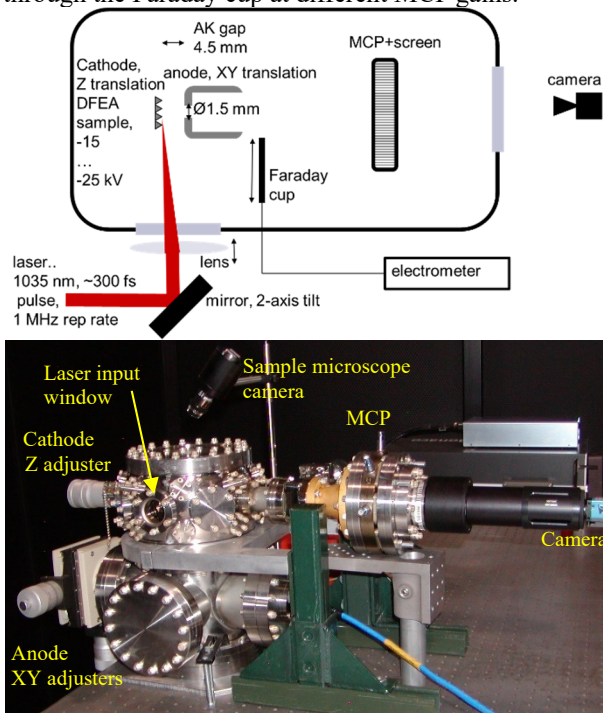 through the Faraday cup at different MCP gains.
AK gap
4.5 mm
MCP+screen
camera
Cathode,
Z translation
DFEA
sample,
-15
...
-25 kV
anode, XY translation
Ø1.5 mm
Faraday
cup
laser..
1035 nm, ~300 fs
pulse,
1 MHz rep rate
lens
mirror, 2-axis tilt
electrometer
Laser input
window
Sample microscope
camera
MCP
Cathode
Z adjuster
Camera
Anode
XY adjusters